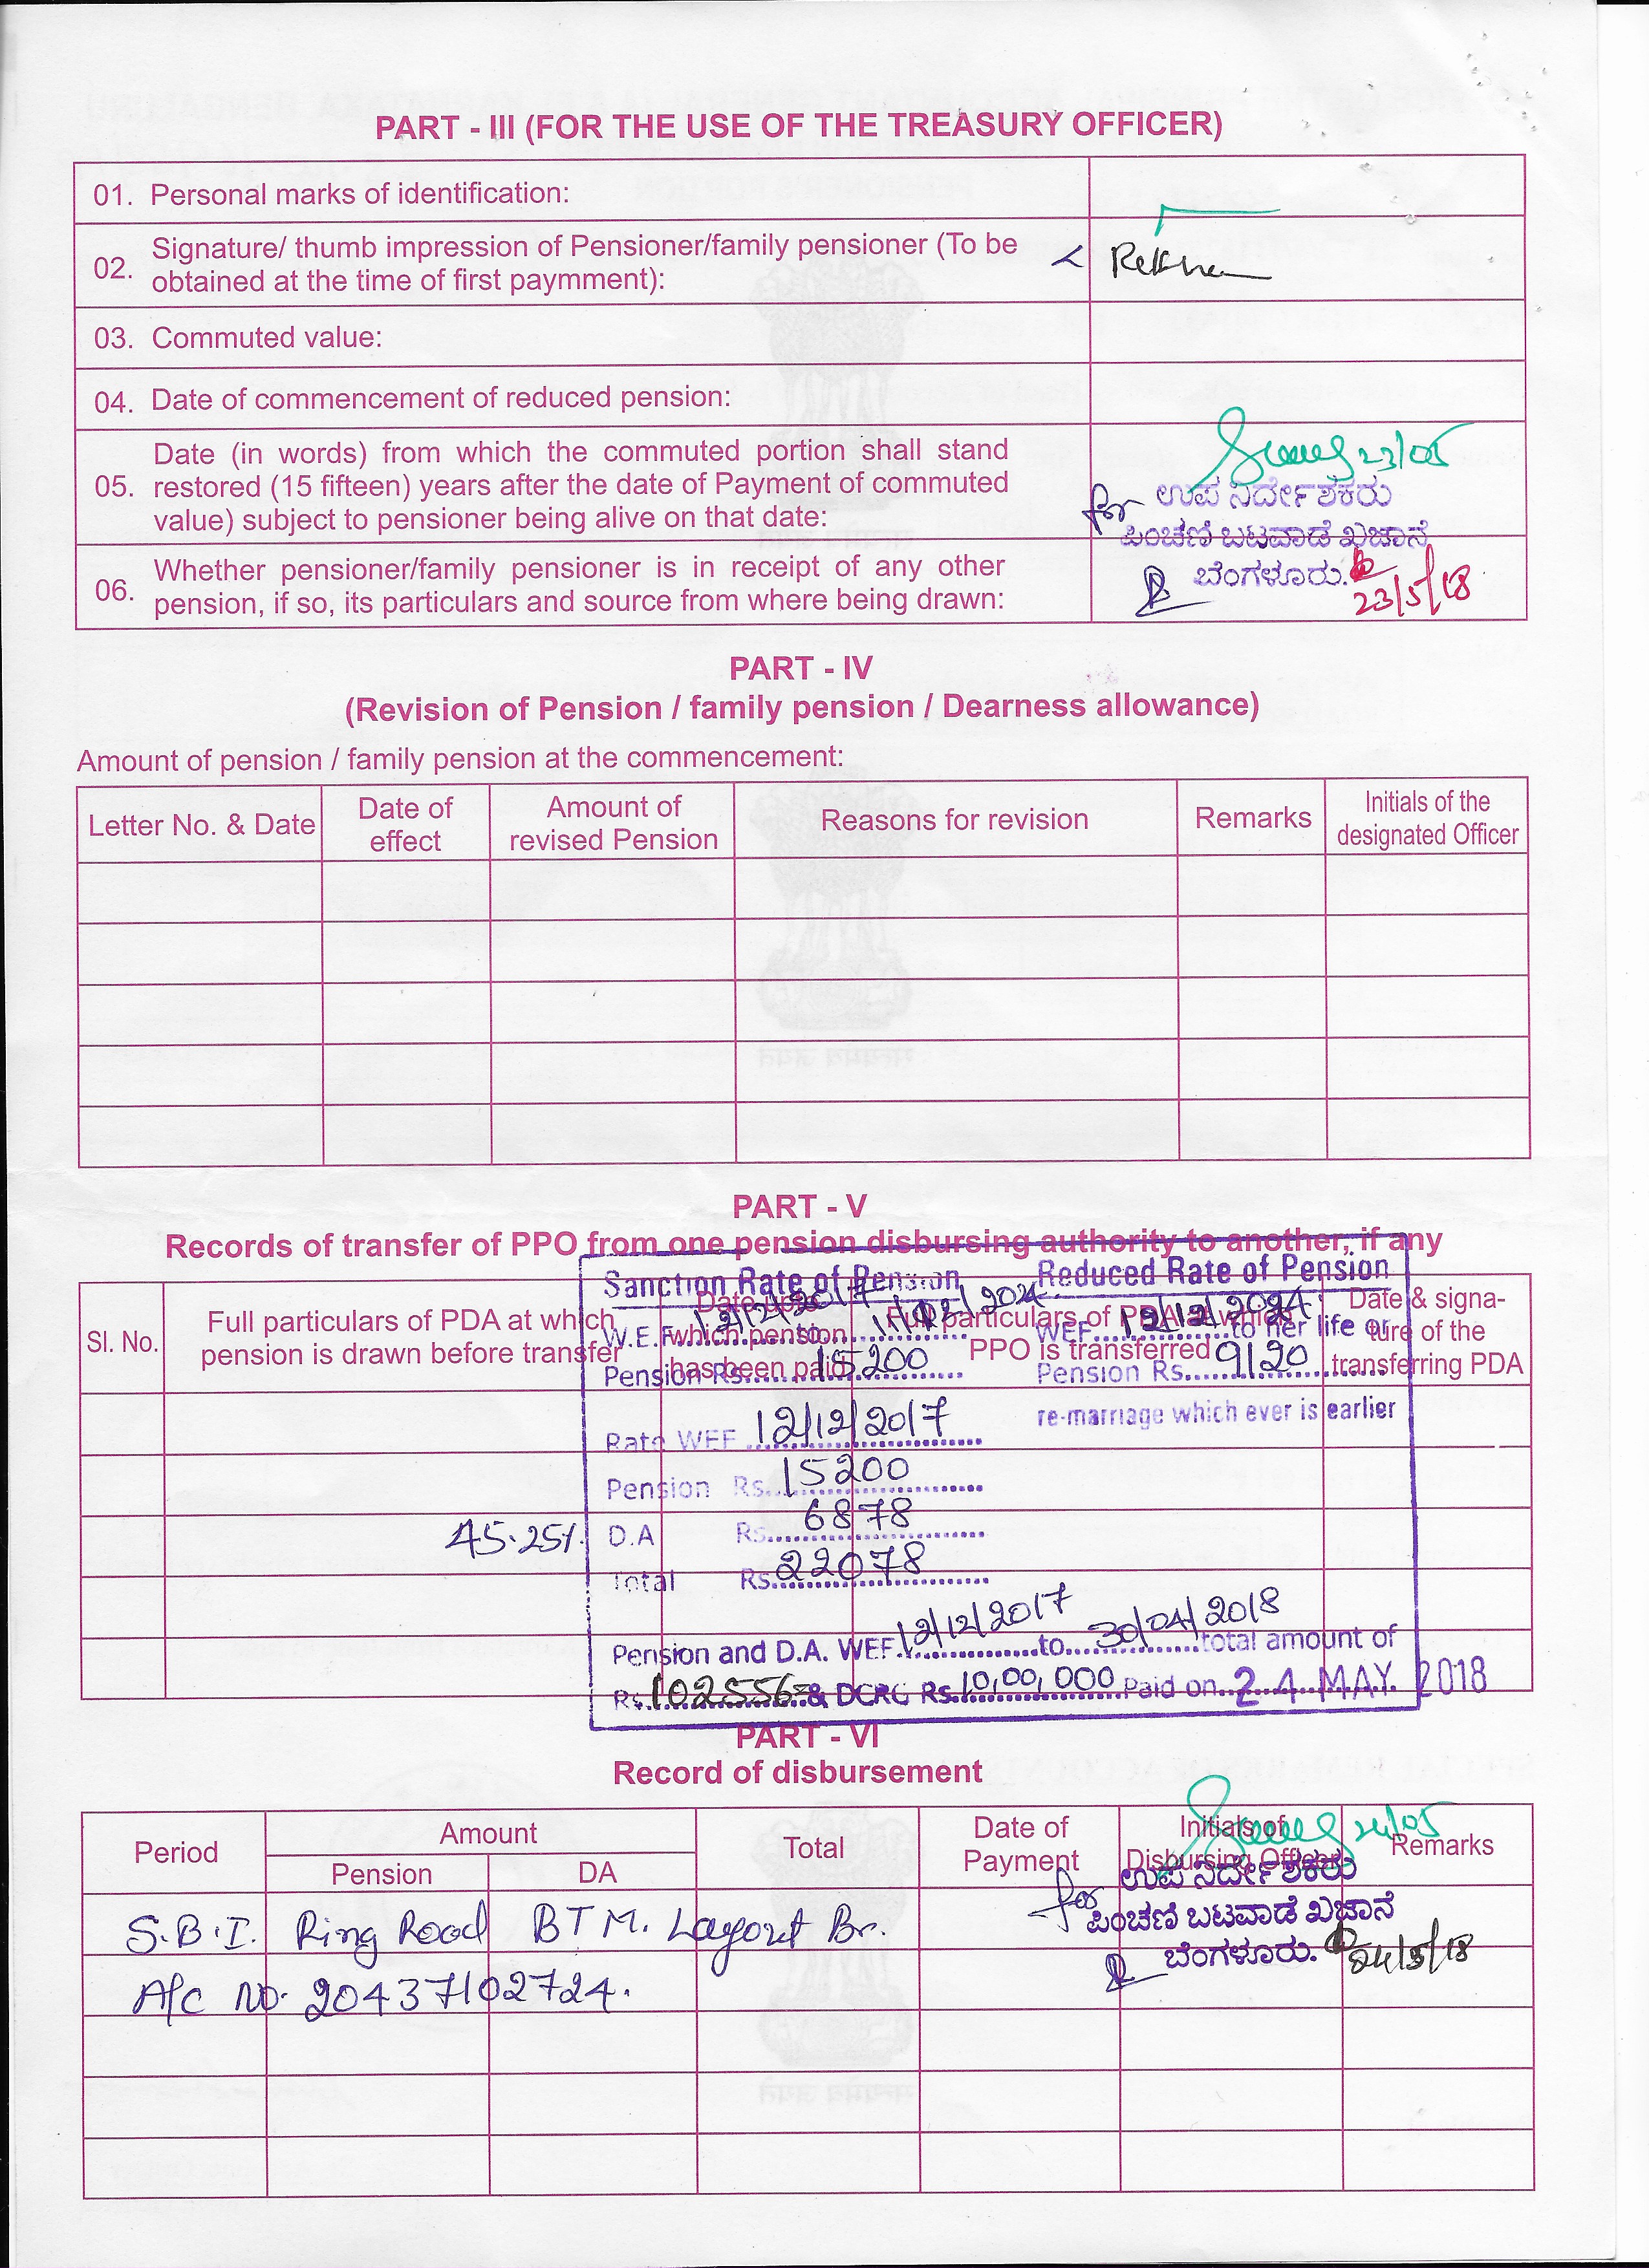 PART - III (FOR THE USE OF THE TREASURY OFFICER)
01. Personal marks of identification:
02. Signature/ thumb impression of Pensioner/family pensioner (To be
obtained at the time of first paymment):
Rekha
03. Commuted value:
04. Date of commencement of reduced pension:
05. Date (in words) from which the commuted portion shall stand
restored (15 fifteen) years after the date of Payment of commuted
value) subject to pensioner being alive on that date:
23/05
for ಉಪ ನಿರ್ದೇಶಕರು
ಪಿಂಚಣಿ ಬಟವಾಡೆ ಖಜಾನೆ
ಬೆಂಗಳೂರು.
23/5/18
06. Whether pensioner/family pensioner is in receipt of any other
pension, if so, its particulars and source from where being drawn:
PART - IV
(Revision of Pension / family pension / Dearness allowance)
Amount of pension / family pension at the commencement:
Letter No. & Date
Date of
effect
Amount of
revised Pension
Reasons for revision
Remarks
Initials of the
designated Officer
PART - V
Records of transfer of PPO from one pension disbursing authority to another, if any
Sl. No.
Full particulars of PDA at which
pension is drawn before transfer
Date upto
which pension
has been paid
Full particulars of PDA at which
PPO is transferred
Date & signa-
ture of the
transferring PDA
Sanction Rate of Pension
W.E.F. 12/12/2017 to 11/12/2024
Pension Rs. 15200
Reduced Rate of Pension
WEF 12/12/2024 to her life or
Pension Rs. 9120
re-marriage which ever is earlier
Rate WEF 12/12/2017
Pension Rs. 15200
45.25% D.A Rs. 6878
Total Rs. 22078
Pension and D.A. WEF. 12/12/2017 to 30/04/2018 total amount of
Rs. 102556 & DCRG Rs. 10,00,000 Paid on 24 MAY 2018
PART - VI
Record of disbursement
Period
Amount
Pension
DA
Total
Date of
Payment
Initials of
Disbursing Officer
Remarks
24/05
for ಉಪ ನಿರ್ದೇಶಕರು
ಪಿಂಚಣಿ ಬಟವಾಡೆ ಖಜಾನೆ
ಬೆಂಗಳೂರು.
24/5/18
S.B.I. Ring Road BTM. Layout Br.
A/c No. 20437102724.